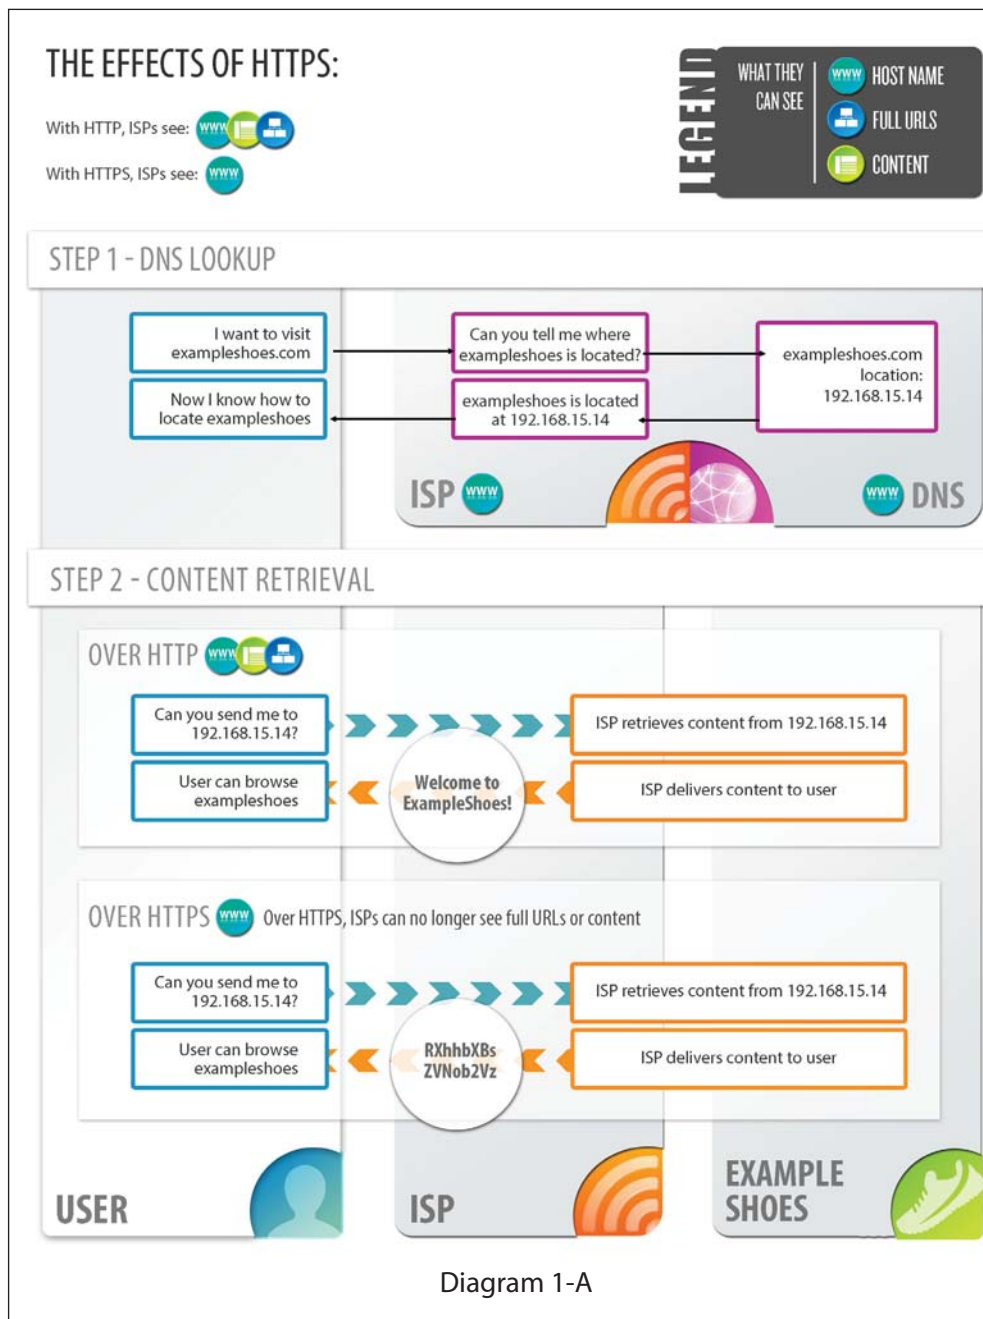 THE EFFECTS OF HTTPS:
With HTTP, ISPs see: WWW
With HTTPS, ISPs see: WWW
LEGEND
WHAT THEY
CAN SEE
WWW HOST NAME
FULL URLS
CONTENT
STEP 1 - DNS LOOKUP
I want to visit
exampleshoes.com
Can you tell me where
exampleshoes is located?
exampleshoes.com
location:
192.168.15.14
Now I know how to
locate exampleshoes
exampleshoes is located
at 192.168.15.14
ISP WWW
WWW DNS
STEP 2 - CONTENT RETRIEVAL
OVER HTTP WWW
Can you send me to
192.168.15.14?
ISP retrieves content from 192.168.15.14
User can browse
exampleshoes
Welcome to
ExampleShoes!
ISP delivers content to user
OVER HTTPS WWW Over HTTPS, ISPs can no longer see full URLs or content
Can you send me to
192.168.15.14?
ISP retrieves content from 192.168.15.14
User can browse
exampleshoes
RXhhbXBs
ZVNob2Vz
ISP delivers content to user
USER
ISP
EXAMPLE
SHOES
Diagram 1-A